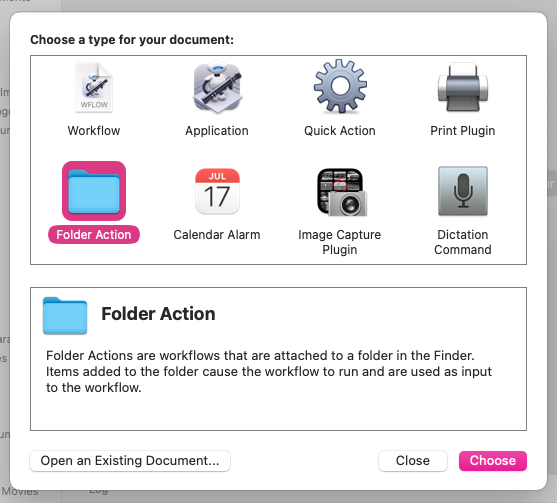 Choose a type for your document:
WFLOW
Workflow
Application
Quick Action
Print Plugin
Folder Action
JUL
17
Calendar Alarm
Image Capture
Plugin
Dictation
Command
Folder Action
Folder Actions are workflows that are attached to a folder in the Finder.
Items added to the folder cause the workflow to run and are used as input
to the workflow.
Open an Existing Document...
Close
Choose
Movies
Log